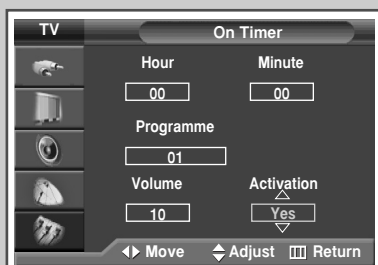 TV On Timer
Hour Minute
00 00
Programme
01
Volume Activation
10 Yes
Move Adjust Return